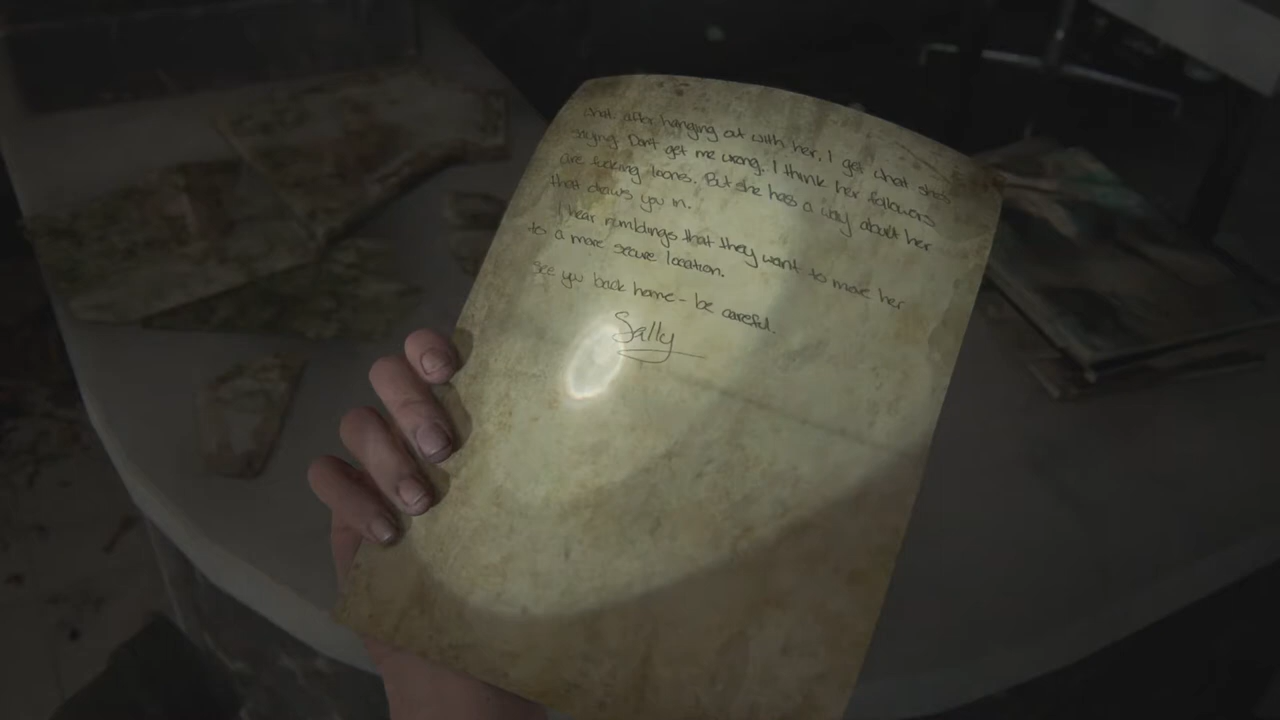 that after hanging out with her, I get what she's
saying. Don't get me wrong. I think her followers
are fucking loones. But she has a way about her
that draws you in.
I hear rumblings that they want to move her
to a more secure location.
See you back home - be careful.
Sally